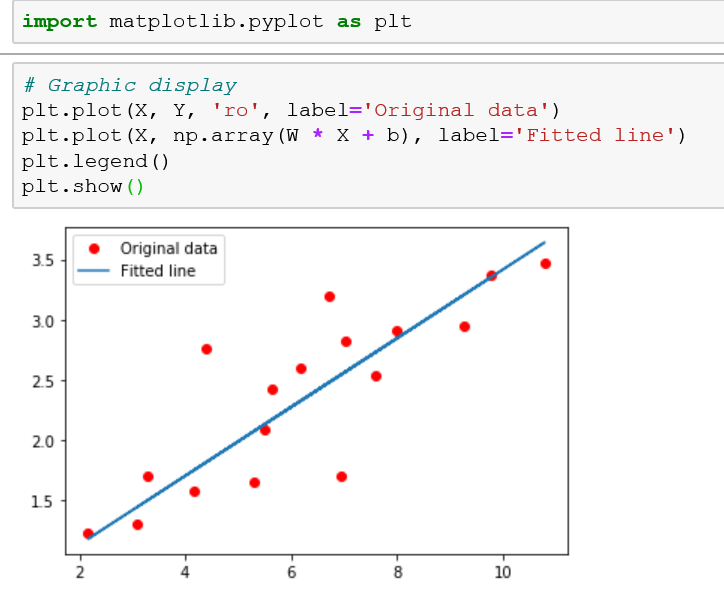 import matplotlib.pyplot as plt
# Graphic display
plt.plot(X, Y, 'ro', label='Original data')
plt.plot(X, np.array(W * X + b), label='Fitted line')
plt.legend()
plt.show()
Original data
Fitted line
3.5
3.0
2.5
2.0
1.5
2 4 6 8 10